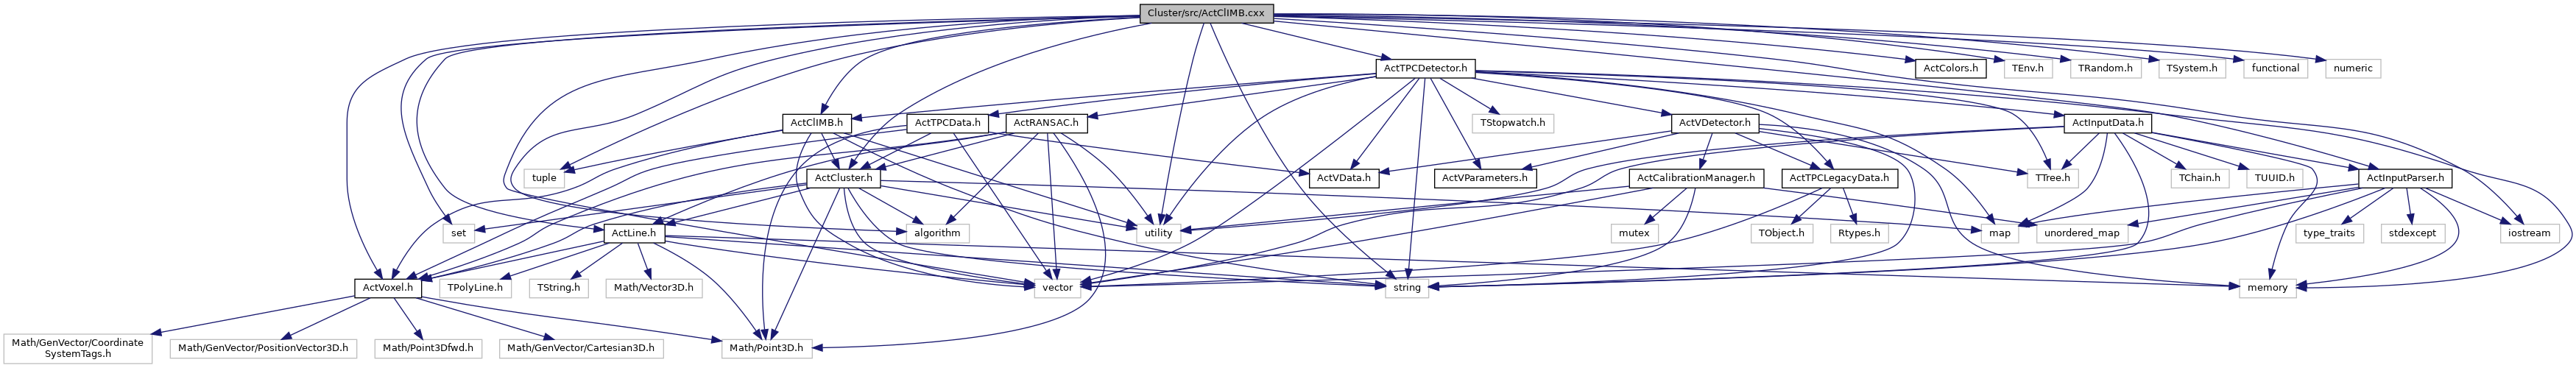 Cluster/src/ActClIMB.cxx
ActTPCDetector.h
ActColors.h
TEnv.h
TRandom.h
TSystem.h
functional
numeric
ActClIMB.h
ActTPCData.h
ActRANSAC.h
TStopwatch.h
ActVDetector.h
ActInputData.h
tuple
ActCluster.h
ActVData.h
ActVParameters.h
ActCalibrationManager.h
ActTPCLegacyData.h
TTree.h
TChain.h
TUUID.h
ActInputParser.h
set
ActLine.h
algorithm
utility
mutex
TObject.h
Rtypes.h
map
unordered_map
type_traits
stdexcept
iostream
ActVoxel.h
TPolyLine.h
TString.h
Math/Vector3D.h
vector
string
memory
Math/GenVector/Coordinate
SystemTags.h
Math/GenVector/PositionVector3D.h
Math/Point3Dfwd.h
Math/GenVector/Cartesian3D.h
Math/Point3D.h